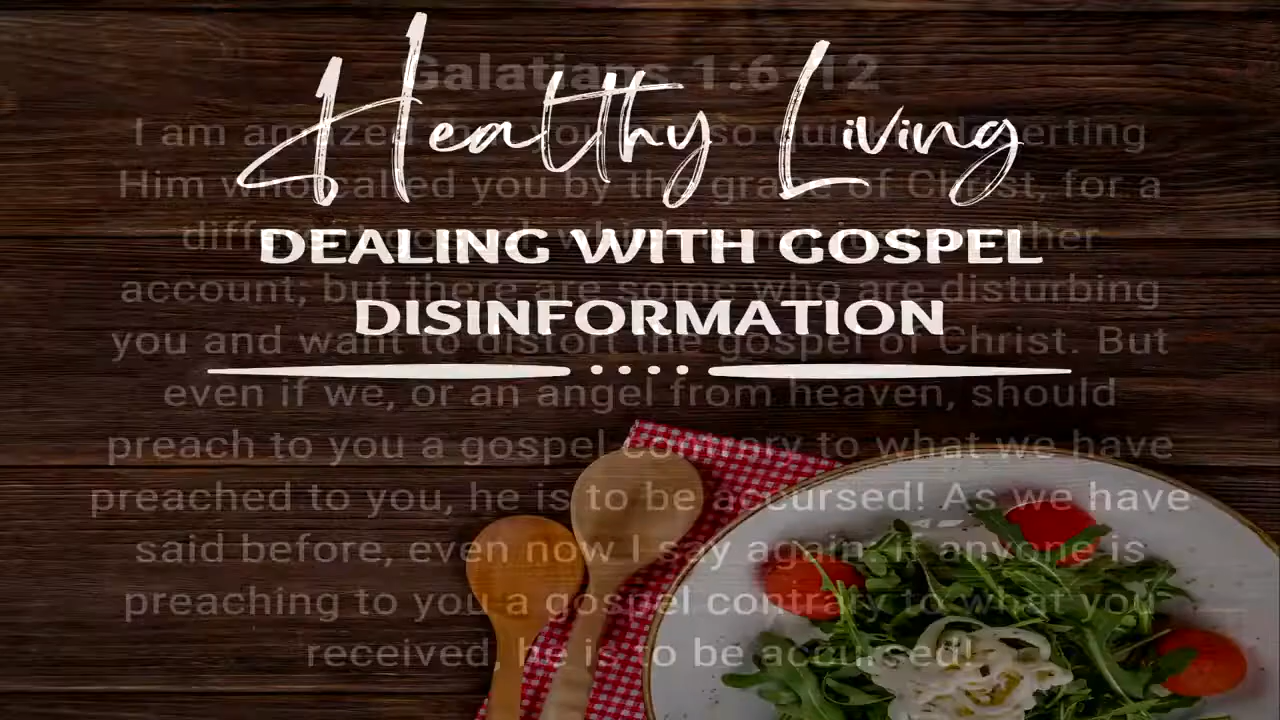 Healthy Living
DEALING WITH GOSPEL
DISINFORMATION
Galatians 1:6-12
I am amazed you so quickly deserting
Him who called you by the grace of Christ, for a
account; but there are some who are disturbing
you and want to distort the gospel of Christ. But
even if we, or an angel from heaven, should
preach to you a gospel contrary to what we have
preached to you, he is to be accursed! As we have
said before, even now I say again, if anyone is
preaching to you a gospel contrary to what you
received, he is to be accursed!